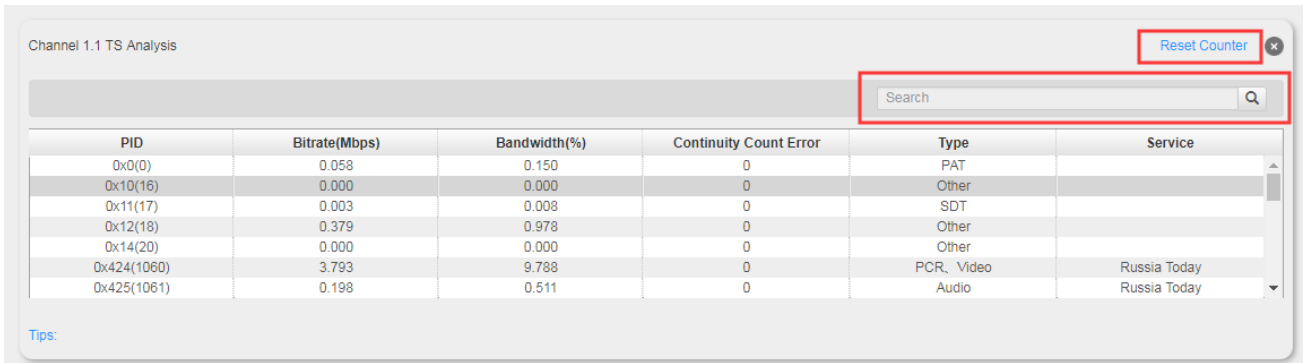 Channel 1.1 TS Analysis Reset Counter
Search
PID Bitrate(Mbps) Bandwidth(%) Continuity Count Error Type Service
0x0(0) 0.058 0.150 0 PAT
0x10(16) 0.000 0.000 0 Other
0x11(17) 0.003 0.008 0 SDT
0x12(18) 0.379 0.978 0 Other
0x14(20) 0.000 0.000 0 Other
0x424(1060) 3.793 9.788 0 PCR、Video Russia Today
0x425(1061) 0.198 0.511 0 Audio Russia Today
Tips: